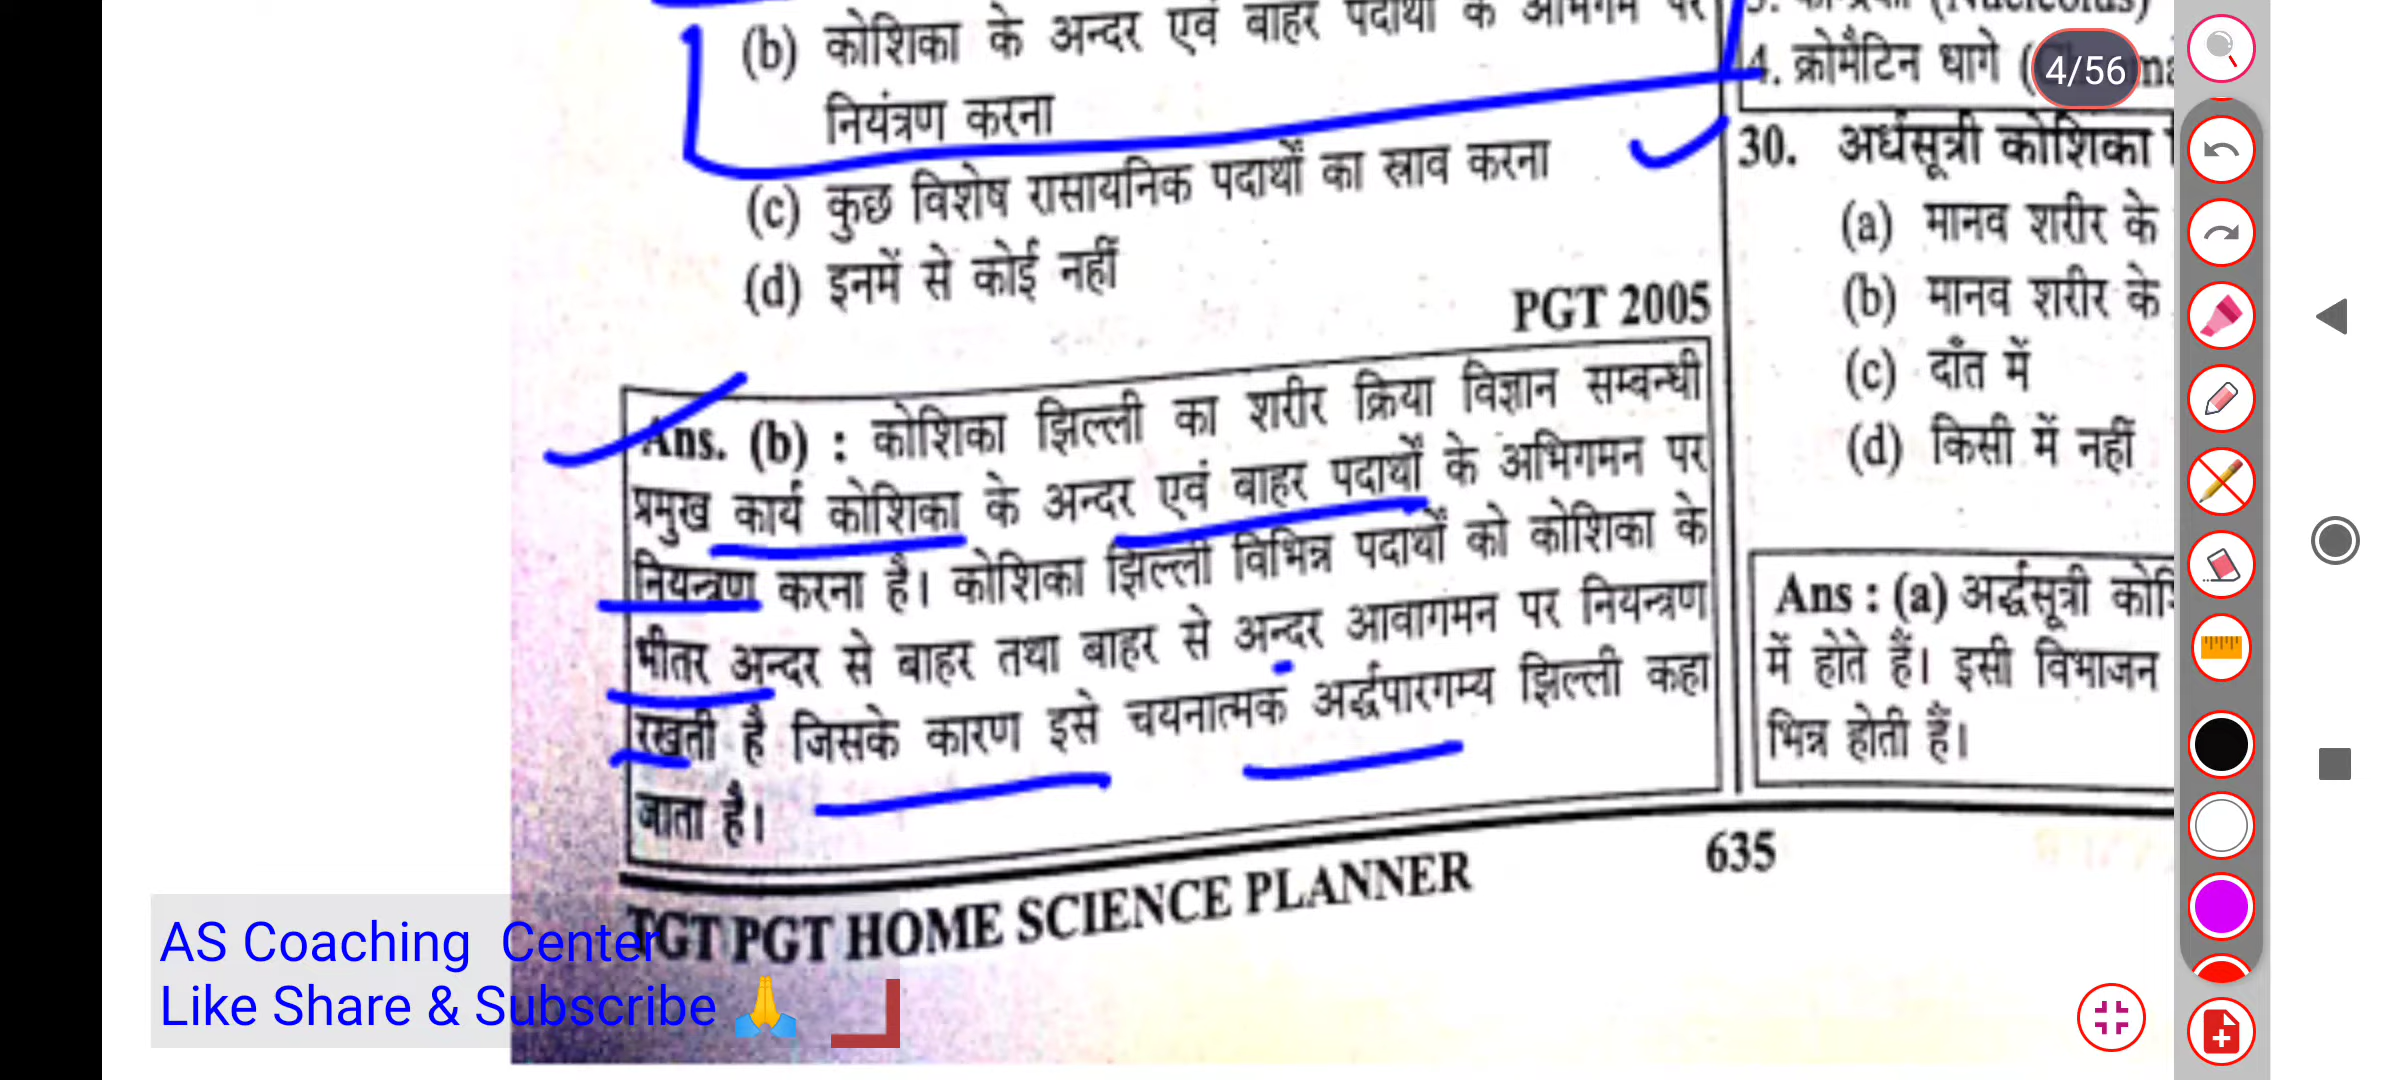 (b) कोशिका के अन्दर एवं बाहर पदार्थों के अभिगम पर
नियंत्रण करना
(c) कुछ विशेष रासायनिक पदार्थों का स्राव करना
(d) इनमें से कोई नहीं
PGT 2005
Ans. (b) : कोशिका झिल्ली का शरीर क्रिया विज्ञान सम्बन्धी
प्रमुख कार्य कोशिका के अन्दर एवं बाहर पदार्थों के अभिगमन पर
नियन्त्रण करना है। कोशिका झिल्ली विभिन्न पदार्थों को कोशिका के
भीतर अन्दर से बाहर तथा बाहर से अन्दर आवागमन पर नियन्त्रण
रखती है जिसके कारण इसे चयनात्मक अर्द्धपारगम्य झिल्ली कहा
जाता है।
TGT PGT HOME SCIENCE PLANNER
635
(Nucleolus)
4. क्रोमैटिन धागे (
4/56
30. अर्धसूत्री कोशिका
(a) मानव शरीर के
(b) मानव शरीर के
(c) दाँत में
(d) किसी में नहीं
Ans : (a) अर्द्धसूत्री
में होते हैं। इसी विभाजन
भिन्न होती हैं।
AS Coaching Center
Like Share & Subscribe 🙏